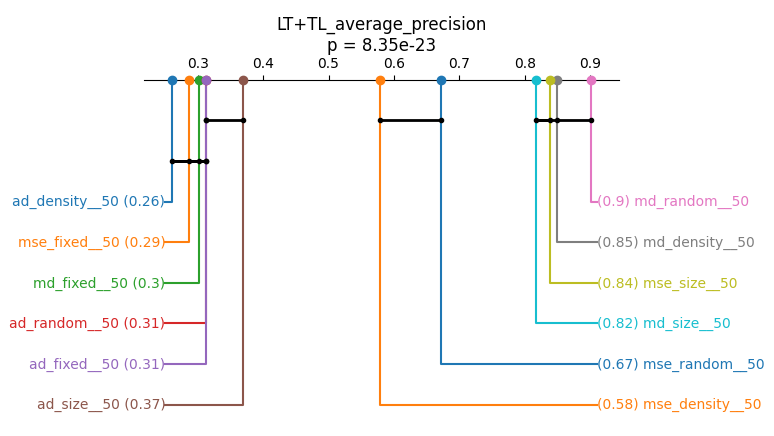 LT+TL_average_precision
p = 8.35e-23
0.3 0.4 0.5 0.6 0.7 0.8 0.9
ad_density__50 (0.26)
(0.9) md_random__50
mse_fixed__50 (0.29)
(0.85) md_density__50
md_fixed__50 (0.3)
(0.84) mse_size__50
ad_random__50 (0.31)
(0.82) md_size__50
ad_fixed__50 (0.31)
(0.67) mse_random__50
ad_size__50 (0.37)
(0.58) mse_density__50